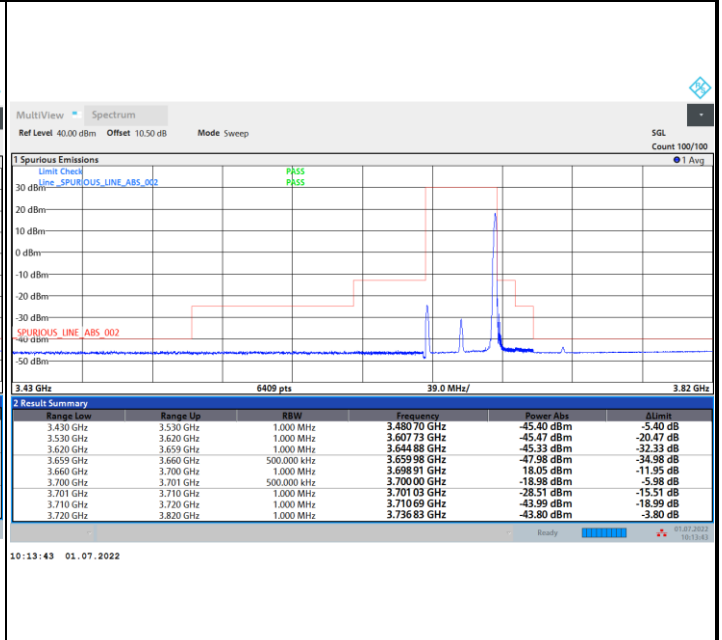 MultiView Spectrum
Ref Level 40.00 dBm Offset 10.50 dB Mode Sweep SGL
Count 100/100
1 Spurious Emissions 1 Avg
Limit Check PASS
Line _SPURIOUS_LINE_ABS_002 PASS
30 dBm
20 dBm
10 dBm
0 dBm
-10 dBm
-20 dBm
-30 dBm
SPURIOUS_LINE_ABS_002
-40 dBm
-50 dBm
3.43 GHz 6409 pts 39.0 MHz/ 3.82 GHz
2 Result Summary
Range Low Range Up RBW Frequency Power Abs ΔLimit
3.430 GHz 3.530 GHz 1.000 MHz 3.480 70 GHz -45.40 dBm -5.40 dB
3.530 GHz 3.620 GHz 1.000 MHz 3.607 73 GHz -45.47 dBm -20.47 dB
3.620 GHz 3.659 GHz 1.000 MHz 3.644 88 GHz -45.33 dBm -32.33 dB
3.659 GHz 3.660 GHz 500.000 kHz 3.659 98 GHz -47.98 dBm -34.98 dB
3.660 GHz 3.700 GHz 1.000 MHz 3.698 91 GHz 18.05 dBm -11.95 dB
3.700 GHz 3.701 GHz 500.000 kHz 3.700 00 GHz -18.98 dBm -5.98 dB
3.701 GHz 3.710 GHz 1.000 MHz 3.701 03 GHz -28.51 dBm -15.51 dB
3.710 GHz 3.720 GHz 1.000 MHz 3.710 69 GHz -43.99 dBm -18.99 dB
3.720 GHz 3.820 GHz 1.000 MHz 3.736 83 GHz -43.80 dBm -3.80 dB
Ready 01.07.2022
10:13:43
10:13:43 01.07.2022